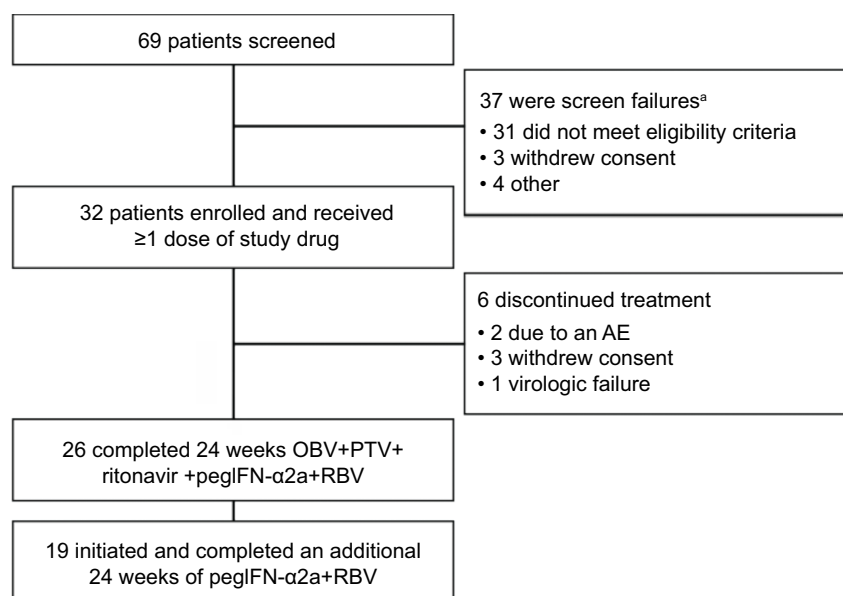 69 patients screened
37 were screen failuresᵃ
• 31 did not meet eligibility criteria
• 3 withdrew consent
• 4 other
32 patients enrolled and received
≥1 dose of study drug
6 discontinued treatment
• 2 due to an AE
• 3 withdrew consent
• 1 virologic failure
26 completed 24 weeks OBV+PTV+
ritonavir +pegIFN-α2a+RBV
19 initiated and completed an additional
24 weeks of pegIFN-α2a+RBV